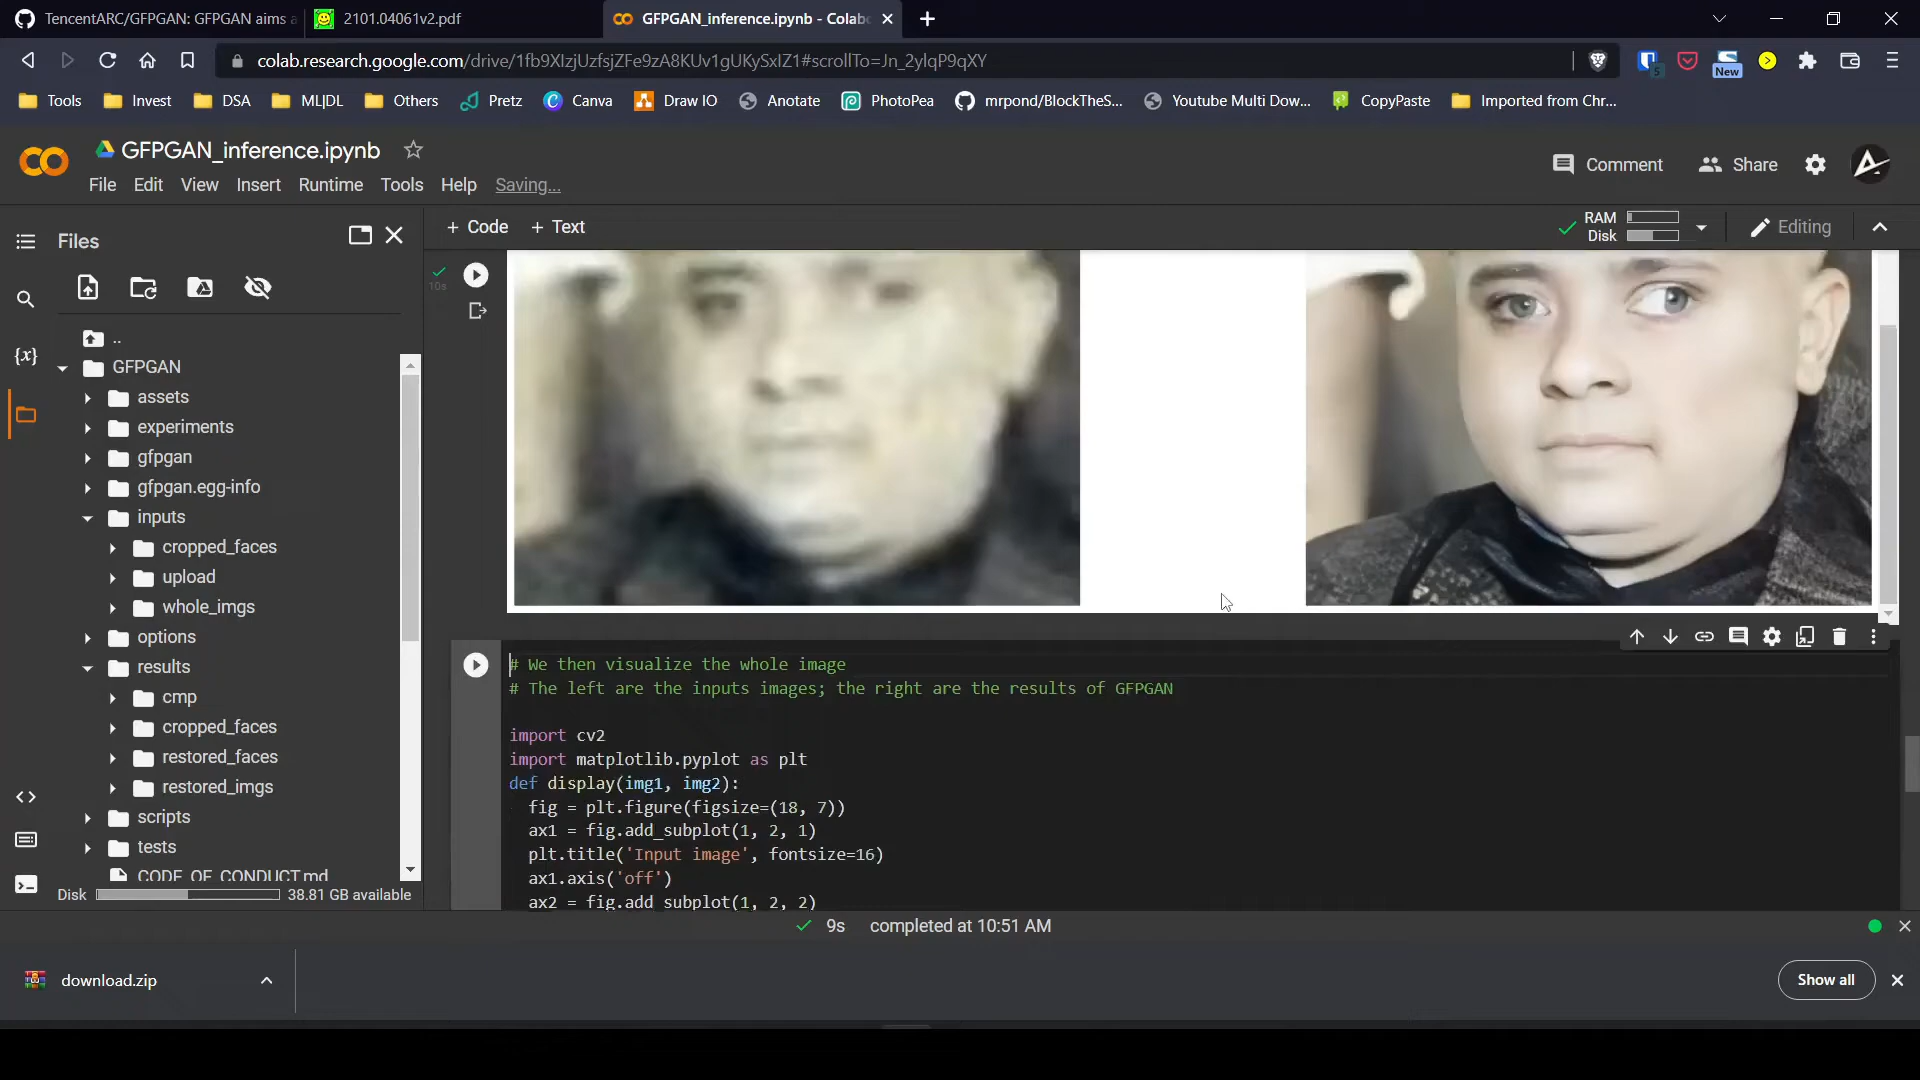 TencentARC/GFPGAN: GFPGAN aims a
2101.04061v2.pdf
GFPGAN_inference.ipynb - Colab
colab.research.google.com/drive/1fb9XIzjUzfsjZFe9zA8KUv1gUKySxIZ1#scrollTo=Jn_2ylqP9qXY
5
New
Tools
Invest
DSA
ML|DL
Others
Pretz
Canva
Draw IO
Anotate
PhotoPea
mrpond/BlockTheS...
Youtube Multi Dow...
CopyPaste
Imported from Chr...
CO
GFPGAN_inference.ipynb
File Edit View Insert Runtime Tools Help Saving...
Comment
Share
Files
+ Code + Text
RAM
Disk
Editing
10s
{x}
..
GFPGAN
assets
experiments
gfpgan
gfpgan.egg-info
inputs
cropped_faces
upload
whole_imgs
options
results
cmp
cropped_faces
restored_faces
restored_imgs
scripts
tests
CODE_OF_CONDUCT.md
Disk 38.81 GB available
# We then visualize the whole image
# The left are the inputs images; the right are the results of GFPGAN
import cv2
import matplotlib.pyplot as plt
def display(img1, img2):
fig = plt.figure(figsize=(18, 7))
ax1 = fig.add_subplot(1, 2, 1)
plt.title('Input image', fontsize=16)
ax1.axis('off')
ax2 = fig.add_subplot(1, 2, 2)
9s completed at 10:51 AM
download.zip
Show all